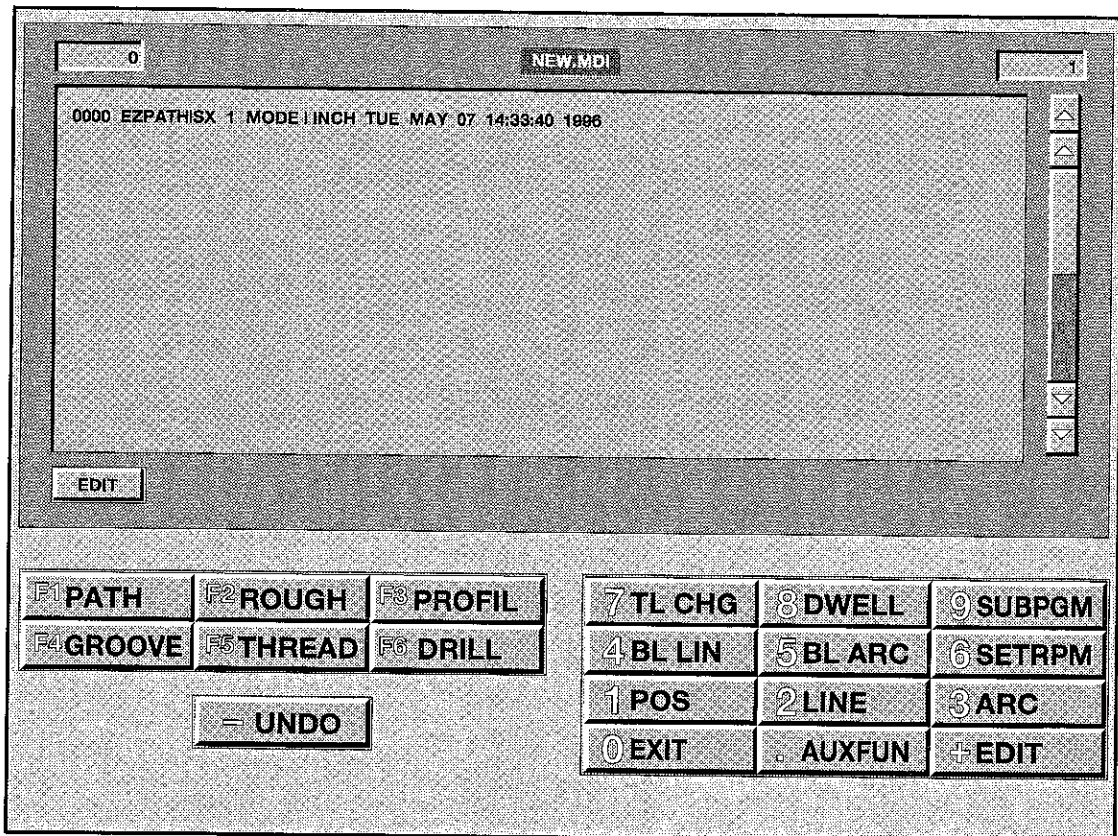 0 NEW.MDI 1
0000 EZPATH|SX 1 MODE | INCH TUE MAY 07 14:33:40 1996
EDIT
F1 PATH F2 ROUGH F3 PROFIL
F4 GROOVE F5 THREAD F6 DRILL
- UNDO
7 TL CHG 8 DWELL 9 SUBPGM
4 BL LIN 5 BL ARC 6 SETRPM
1 POS 2 LINE 3 ARC
0 EXIT . AUXFUN + EDIT